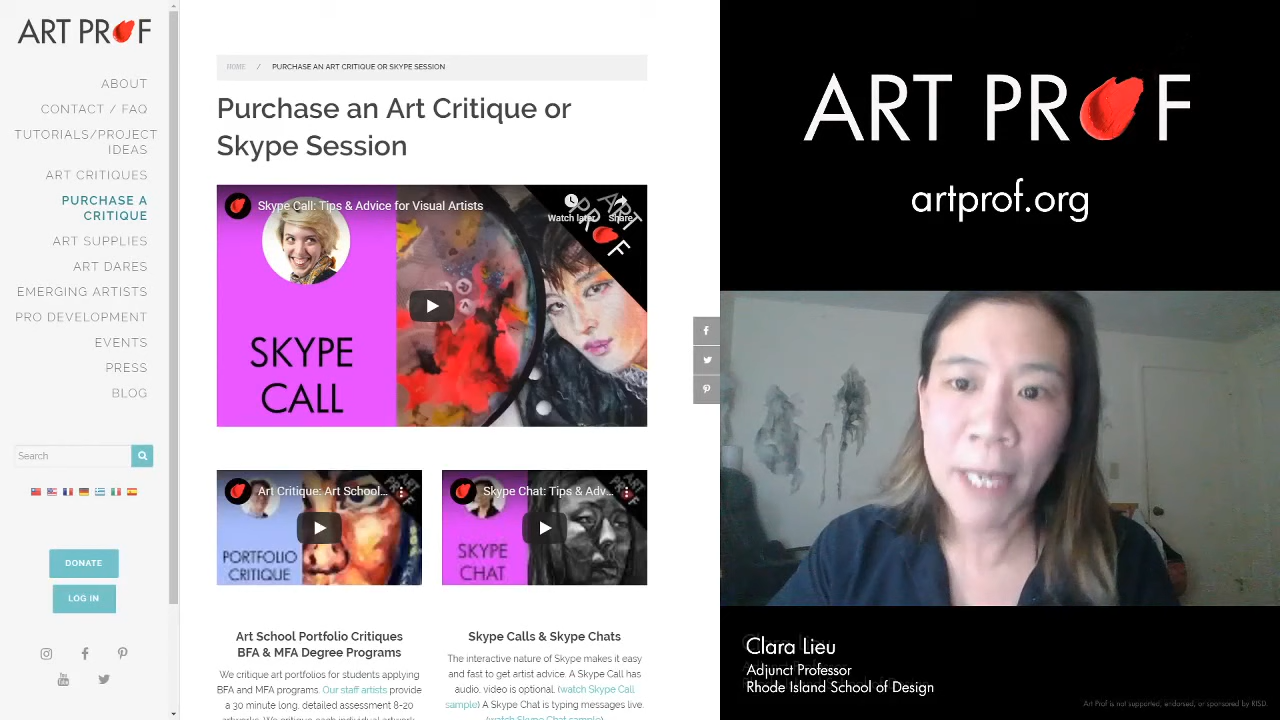 ART PROF
ABOUT
CONTACT / FAQ
TUTORIALS/PROJECT
IDEAS
ART CRITIQUES
PURCHASE A
CRITIQUE
ART SUPPLIES
ART DARES
EMERGING ARTISTS
PRO DEVELOPMENT
EVENTS
PRESS
BLOG
Search
DONATE
LOG IN
HOME / PURCHASE AN ART CRITIQUE OR SKYPE SESSION
Purchase an Art Critique or
Skype Session
Skype Call: Tips & Advice for Visual Artists
Watch later
Share
ART
PROF
SKYPE
CALL
Art Critique: Art School...
PORTFOLIO
CRITIQUE
Skype Chat: Tips & Adv...
SKYPE
CHAT
Art School Portfolio Critiques
BFA & MFA Degree Programs
We critique art portfolios for students applying
BFA and MFA programs. Our staff artists provide
a 30 minute long, detailed assessment 8-20
Skype Calls & Skype Chats
The interactive nature of Skype makes it easy
and fast to get artist advice. A Skype Call has
audio, video is optional. (watch Skype Call
sample) A Skype Chat is typing messages live.
(watch Skype Chat sample)
ART PROF
artprof.org
Clara Lieu
Adjunct Professor
Rhode Island School of Design
Art Prof is not supported, endorsed, or sponsored by RISD.